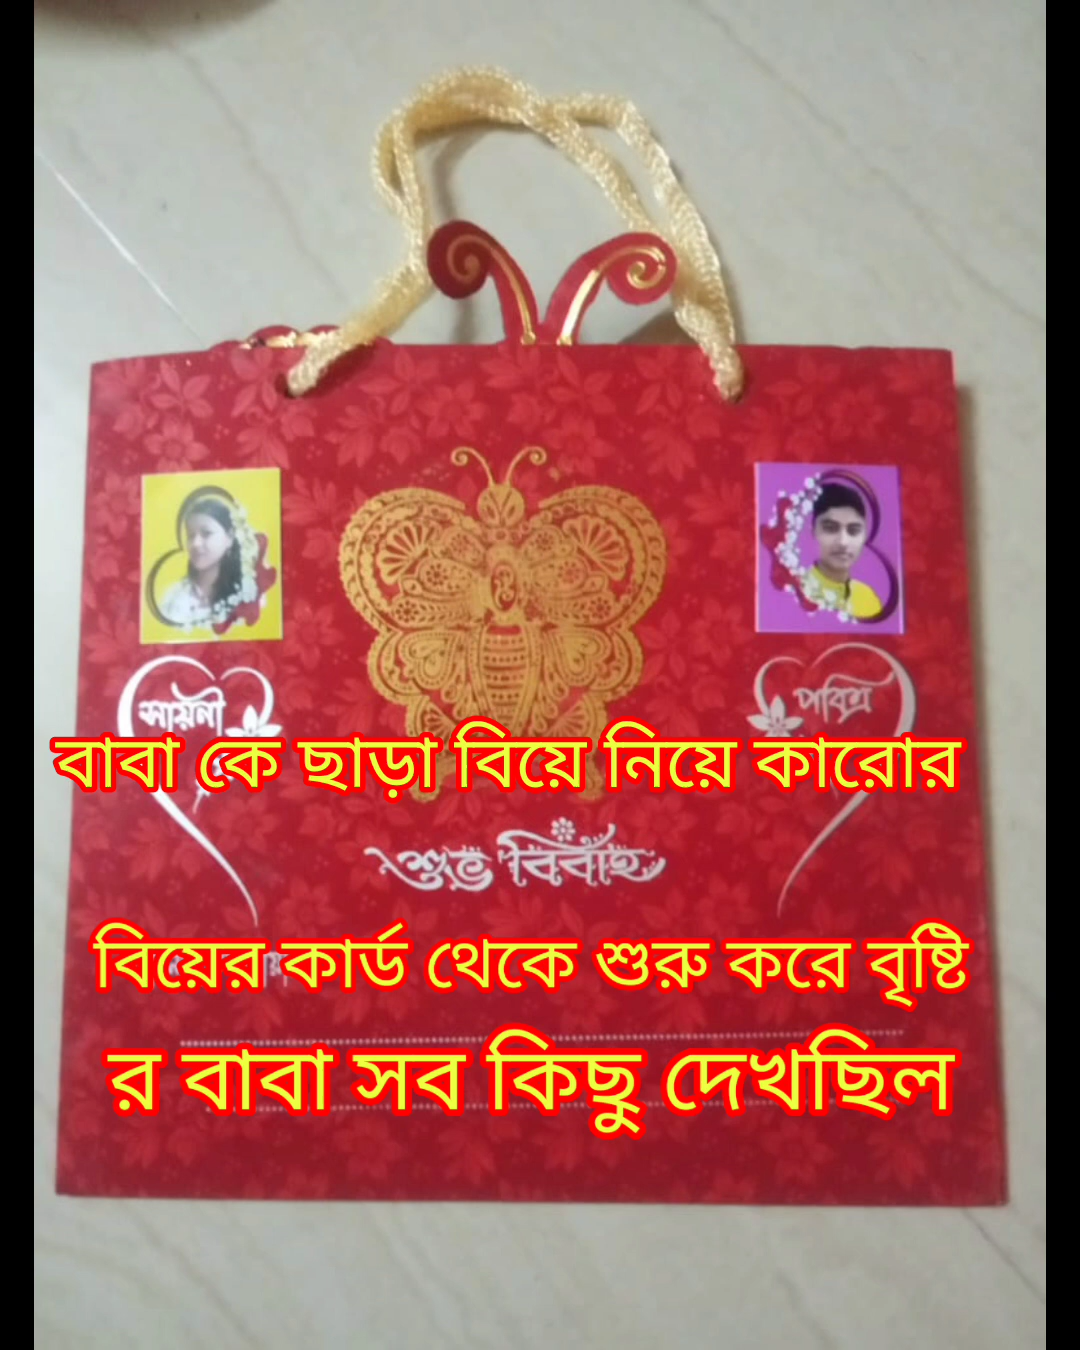 সায়নী
পবিত্র
বাবা কে ছাড়া বিয়ে নিয়ে কারোর
শুভ বিবাহ
বিয়ের কার্ড থেকে শুরু করে বৃষ্টি
র বাবা সব কিছু দেখছিল